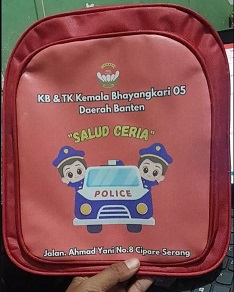 KB & TK Kemala Bhayangkari 05
Daerah Banten
"SALUD CERIA"
POLICE
Jalan. Ahmad Yani No.8 Cipare Serang